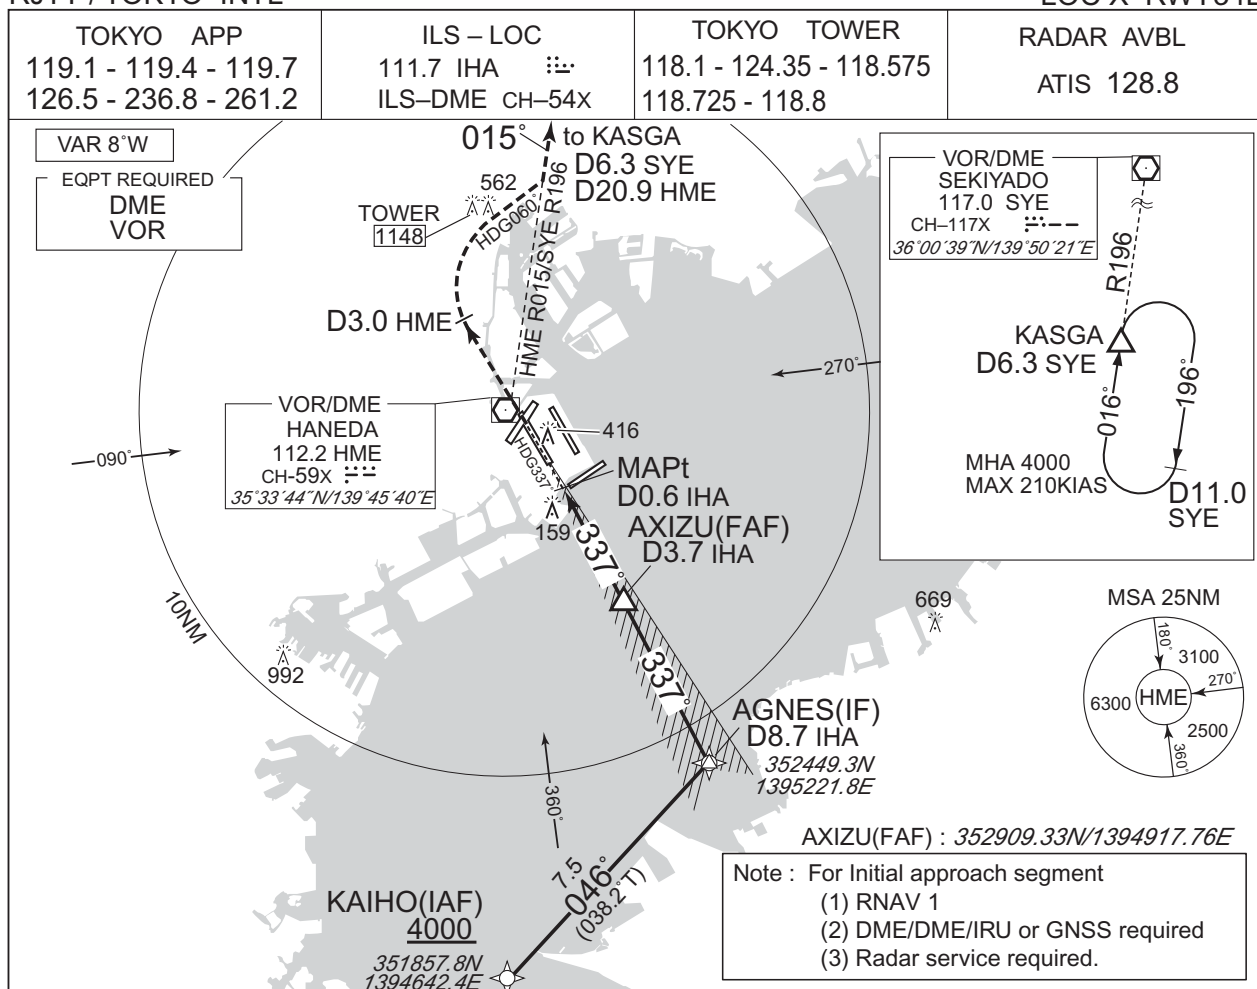 TOKYO APP
119.1 - 119.4 - 119.7
126.5 - 236.8 - 261.2
ILS – LOC
111.7 IHA
ILS–DME CH–54X
TOKYO TOWER
118.1 - 124.35 - 118.575
118.725 - 118.8
RADAR AVBL
ATIS 128.8
VAR 8°W
EQPT REQUIRED
DME
VOR
015°
to KASGA
D6.3 SYE
D20.9 HME
562
TOWER
1148
HDG060°
HME R015/SYE R196
D3.0 HME
VOR/DME
SEKIYADO
117.0 SYE
CH–117X
36°00′39″N/139°50′21″E
R196
KASGA
D6.3 SYE
016°
196°
MHA 4000
MAX 210KIAS
D11.0
SYE
270°
090°
VOR/DME
HANEDA
112.2 HME
CH-59X
35°33′44″N/139°45′40″E
HDG337°
416
MAPt
D0.6 IHA
159
AXIZU(FAF)
D3.7 IHA
337°
10NM
992
669
337°
MSA 25NM
180°
3100
270°
6300
HME
2500
360°
AGNES(IF)
D8.7 IHA
352449.3N
1395221.8E
360°
AXIZU(FAF) : 352909.33N/1394917.76E
7.5
046°
(038.2°T)
KAIHO(IAF)
4000
351857.8N
1394642.4E
Note : For Initial approach segment
(1) RNAV 1
(2) DME/DME/IRU or GNSS required
(3) Radar service required.